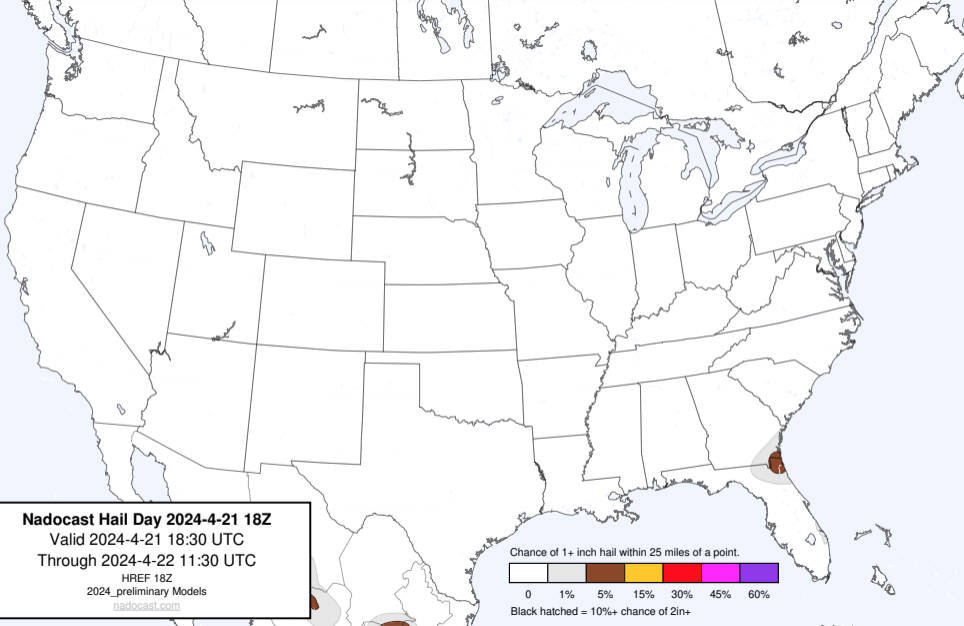 Nadocast Hail Day 2024-4-21 18Z
Valid 2024-4-21 18:30 UTC
Through 2024-4-22 11:30 UTC
HREF 18Z
2024_preliminary Models
nadocast.com
Chance of 1+ inch hail within 25 miles of a point.
0 1% 5% 15% 30% 45% 60%
Black hatched = 10%+ chance of 2in+